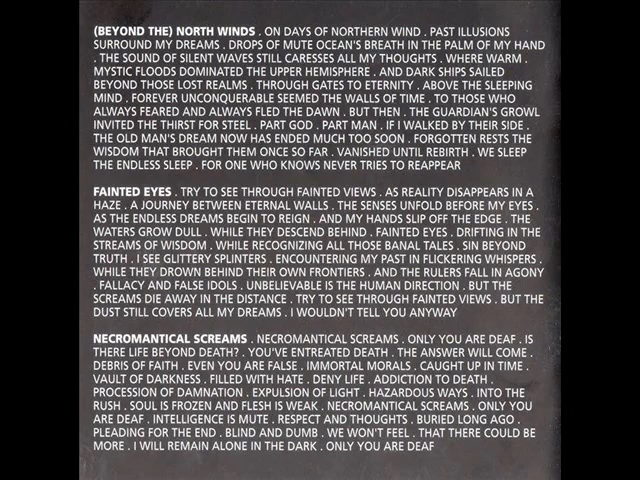 (BEYOND THE) NORTH WINDS . ON DAYS OF NORTHERN WIND . PAST ILLUSIONS
SURROUND MY DREAMS . DROPS OF MUTE OCEAN'S BREATH IN THE PALM OF MY HAND
. THE SOUND OF SILENT WAVES STILL CARESSES ALL MY THOUGHTS . WHERE WARM .
MYSTIC FLOODS DOMINATED THE UPPER HEMISPHERE . AND DARK SHIPS SAILED
BEYOND THOSE LOST REALMS . THROUGH GATES TO ETERNITY . ABOVE THE SLEEPING
MIND . FOREVER UNCONQUERABLE SEEMED THE WALLS OF TIME . TO THOSE WHO
ALWAYS FEARED AND ALWAYS FLED THE DAWN . BUT THEN . THE GUARDIAN'S GROWL
INVITED THE THIRST FOR STEEL . PART GOD . PART MAN . IF I WALKED BY THEIR SIDE .
THE OLD MAN'S DREAM NOW HAS ENDED MUCH TOO SOON . FORGOTTEN RESTS THE
WISDOM THAT BROUGHT THEM ONCE SO FAR . VANISHED UNTIL REBIRTH . WE SLEEP
THE ENDLESS SLEEP . FOR ONE WHO KNOWS NEVER TRIES TO REAPPEAR
FAINTED EYES . TRY TO SEE THROUGH FAINTED VIEWS . AS REALITY DISAPPEARS IN A
HAZE . A JOURNEY BETWEEN ETERNAL WALLS . THE SENSES UNFOLD BEFORE MY EYES .
AS THE ENDLESS DREAMS BEGIN TO REIGN . AND MY HANDS SLIP OFF THE EDGE . THE
WATERS GROW DULL . WHILE THEY DESCEND BEHIND . FAINTED EYES . DRIFTING IN THE
STREAMS OF WISDOM . WHILE RECOGNIZING ALL THOSE BANAL TALES . SIN BEYOND
TRUTH . I SEE GLITTERY SPLINTERS . ENCOUNTERING MY PAST IN FLICKERING WHISPERS .
WHILE THEY DROWN BEHIND THEIR OWN FRONTIERS . AND THE RULERS FALL IN AGONY
. FALLACY AND FALSE IDOLS . UNBELIEVABLE IS THE HUMAN DIRECTION . BUT THE
SCREAMS DIE AWAY IN THE DISTANCE . TRY TO SEE THROUGH FAINTED VIEWS . BUT THE
DUST STILL COVERS ALL MY DREAMS . I WOULDN'T TELL YOU ANYWAY
NECROMANTICAL SCREAMS . NECROMANTICAL SCREAMS . ONLY YOU ARE DEAF . IS
THERE LIFE BEYOND DEATH? . YOU'VE ENTREATED DEATH . THE ANSWER WILL COME .
DEBRIS OF FAITH . EVEN YOU ARE FALSE . IMMORTAL MORALS . CAUGHT UP IN TIME .
VAULT OF DARKNESS . FILLED WITH HATE . DENY LIFE . ADDICTION TO DEATH .
PROCESSION OF DAMNATION . EXPULSION OF LIGHT . HAZARDOUS WAYS . INTO THE
RUSH . SOUL IS FROZEN AND FLESH IS WEAK . NECROMANTICAL SCREAMS . ONLY YOU
ARE DEAF . INTELLIGENCE IS MUTE . RESPECT AND THOUGHTS . BURIED LONG AGO .
PLEADING FOR THE END . BLIND AND DUMB . WE WON'T FEEL . THAT THERE COULD BE
MORE . I WILL REMAIN ALONE IN THE DARK . ONLY YOU ARE DEAF